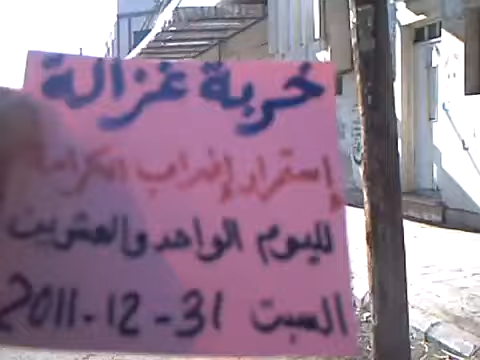 خربة غزالة
إستمرار إضراب الكرامة
لليوم الواحد والعشرين
السبت 31-12-2011